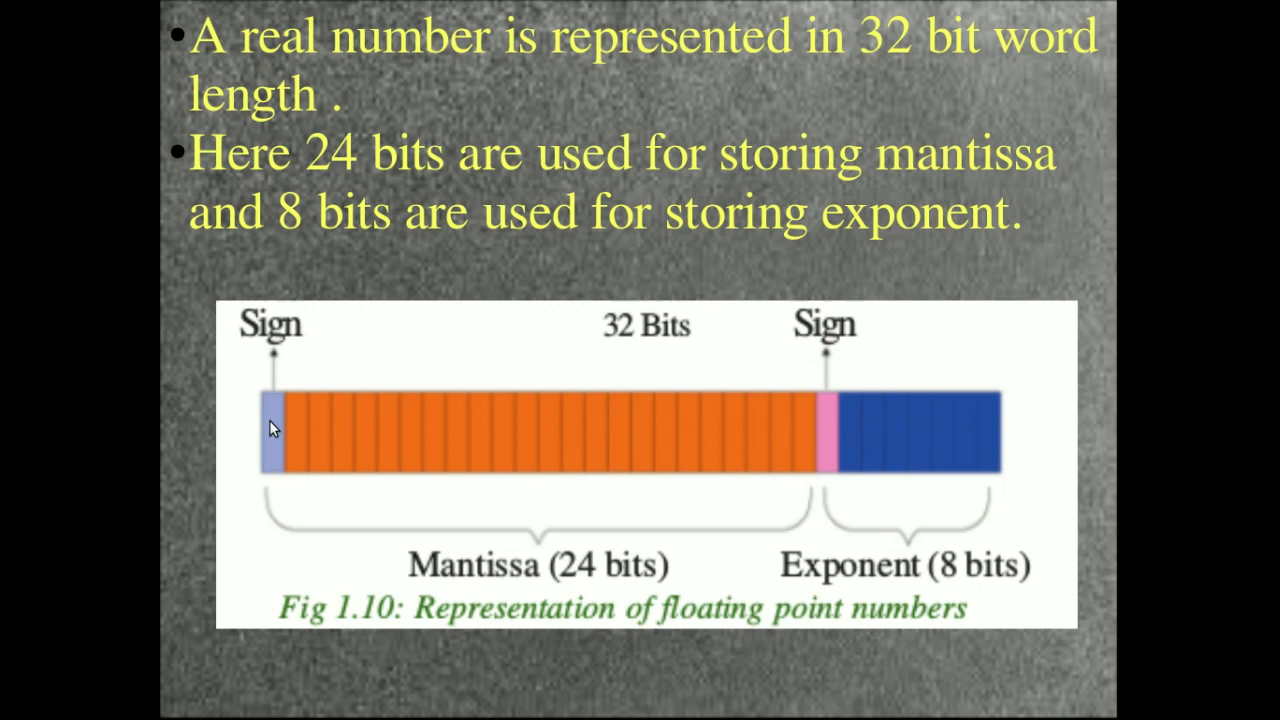 •A real number is represented in 32 bit word
length .
•Here 24 bits are used for storing mantissa
and 8 bits are used for storing exponent.
Sign 32 Bits Sign
Mantissa (24 bits) Exponent (8 bits)
Fig 1.10: Representation of floating point numbers